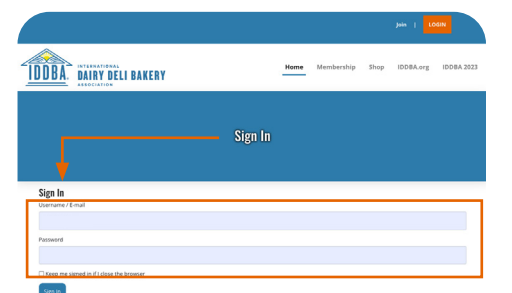 Join | LOGIN
IDDBA.
INTERNATIONAL
DAIRY DELI BAKERY
ASSOCIATION
Home Membership Shop IDDBA.org IDDBA 2023
Sign In
Sign In
Username / E-mail
Password
Keep me signed in if I close the browser
Sign In